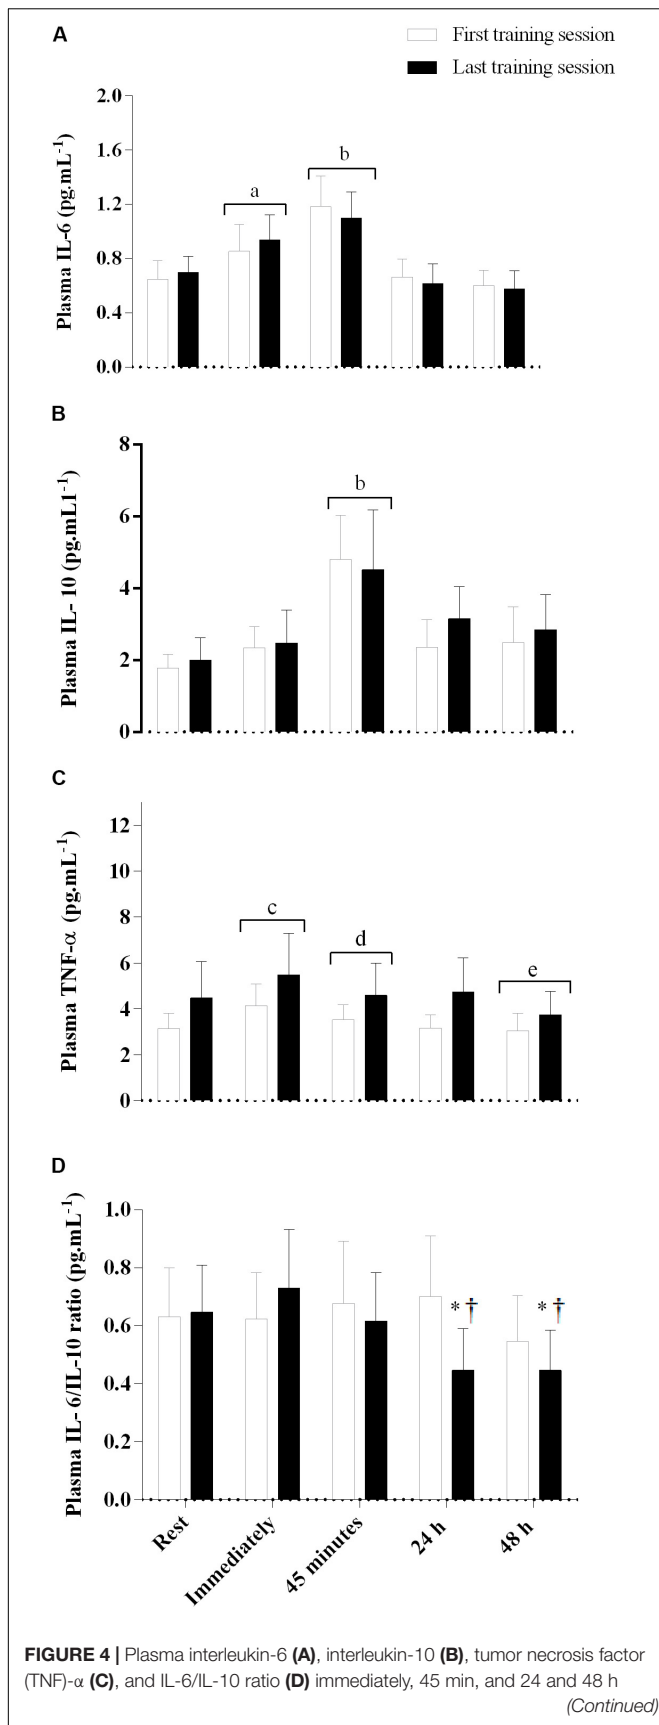 A
First training session
Last training session
Plasma IL-6 (pg.mL-1)
2.0
1.6
1.2
0.8
0.4
0.0
a
b
B
Plasma IL- 10 (pg.mL1-1)
8
6
4
2
0
b
C
Plasma TNF-α (pg.mL-1)
12
10
8
6
4
2
0
c
d
e
D
Plasma IL- 6/IL-10 ratio (pg.mL-1)
1.0
0.8
0.6
0.4
0.2
0.0
* †
* †
Rest
Immediately
45 minutes
24 h
48 h
FIGURE 4 | Plasma interleukin-6 (A), interleukin-10 (B), tumor necrosis factor
(TNF)-α (C), and IL-6/IL-10 ratio (D) immediately, 45 min, and 24 and 48 h
(Continued)